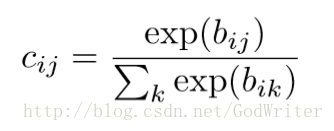 c_{ij} = \frac{\exp(b_{ij})}{\sum_k \exp(b_{ik})}
http://blog.csdn.net/GodWriter